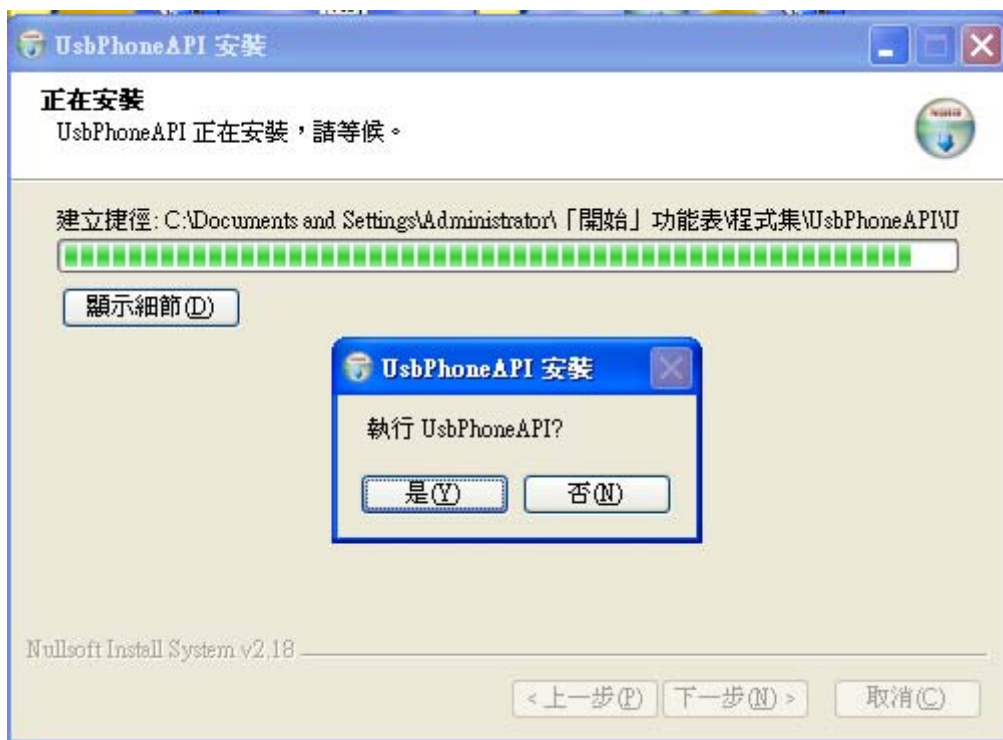 UsbPhoneAPI 安裝
正在安裝
UsbPhoneAPI 正在安裝，請等候。
建立捷徑: C:\Documents and Settings\Administrator\「開始」功能表\程式集\UsbPhoneAPI\U
顯示細節(D)
UsbPhoneAPI 安裝
執行 UsbPhoneAPI?
是(Y) 否(N)
Nullsoft Install System v2.18
<上一步(P) 下一步(N) > 取消(C)